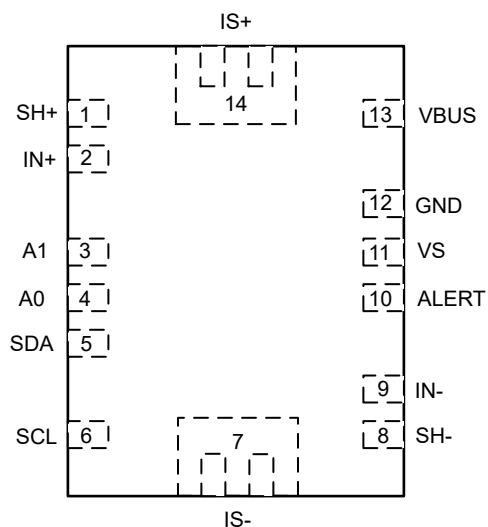 IS+
14
SH+ 1
13 VBUS
IN+ 2
12 GND
A1 3
11 VS
A0 4
10 ALERT
SDA 5
9 IN-
SCL 6
7
8 SH-
IS-